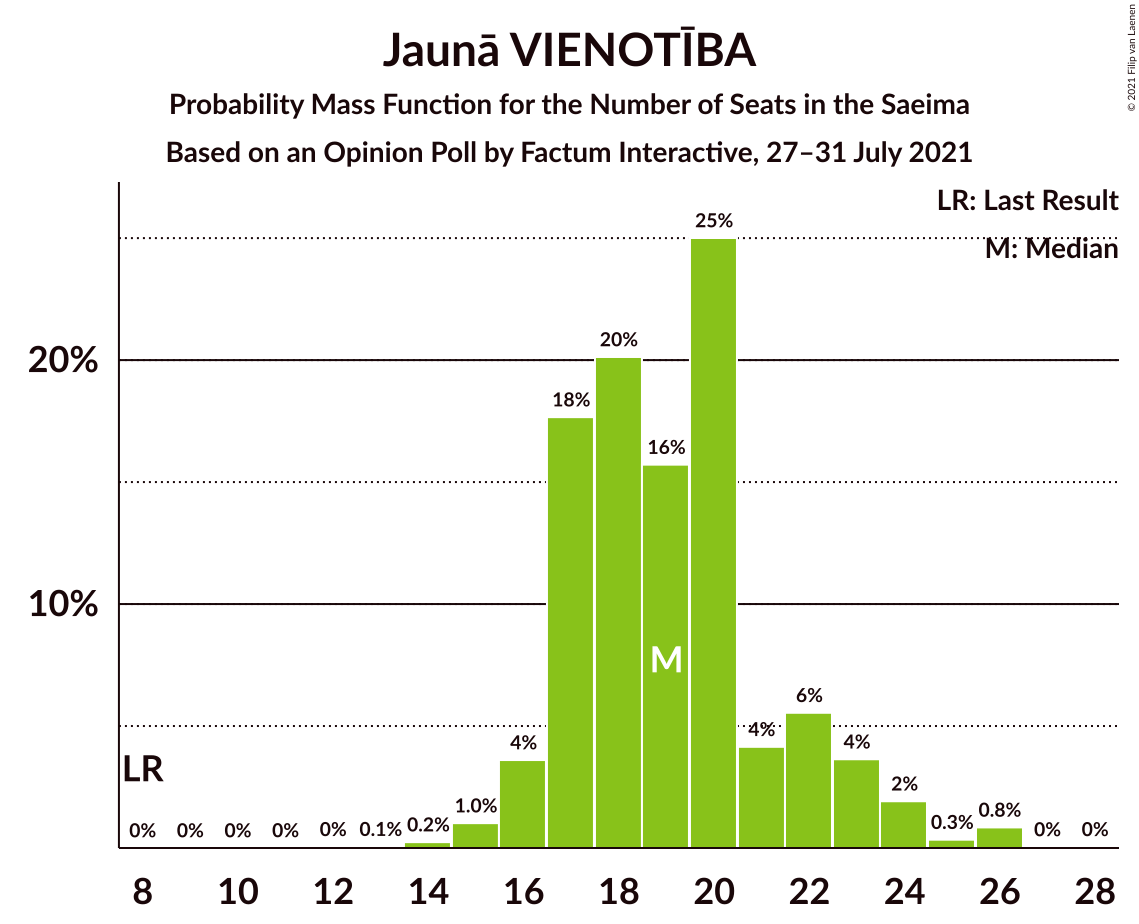 Jaunā VIENOTĪBA
Probability Mass Function for the Number of Seats in the Saeima
Based on an Opinion Poll by Factum Interactive, 27–31 July 2021
© 2021 Filip van Laenen
LR: Last Result
M: Median
25%
20%
20%
18%
16%
10%
M
6%
4%
4%
4%
LR
2%
1.0%
0.8%
0.3%
0.2%
0.1%
0% 0% 0% 0% 0% 0% 0%
8 10 12 14 16 18 20 22 24 26 28